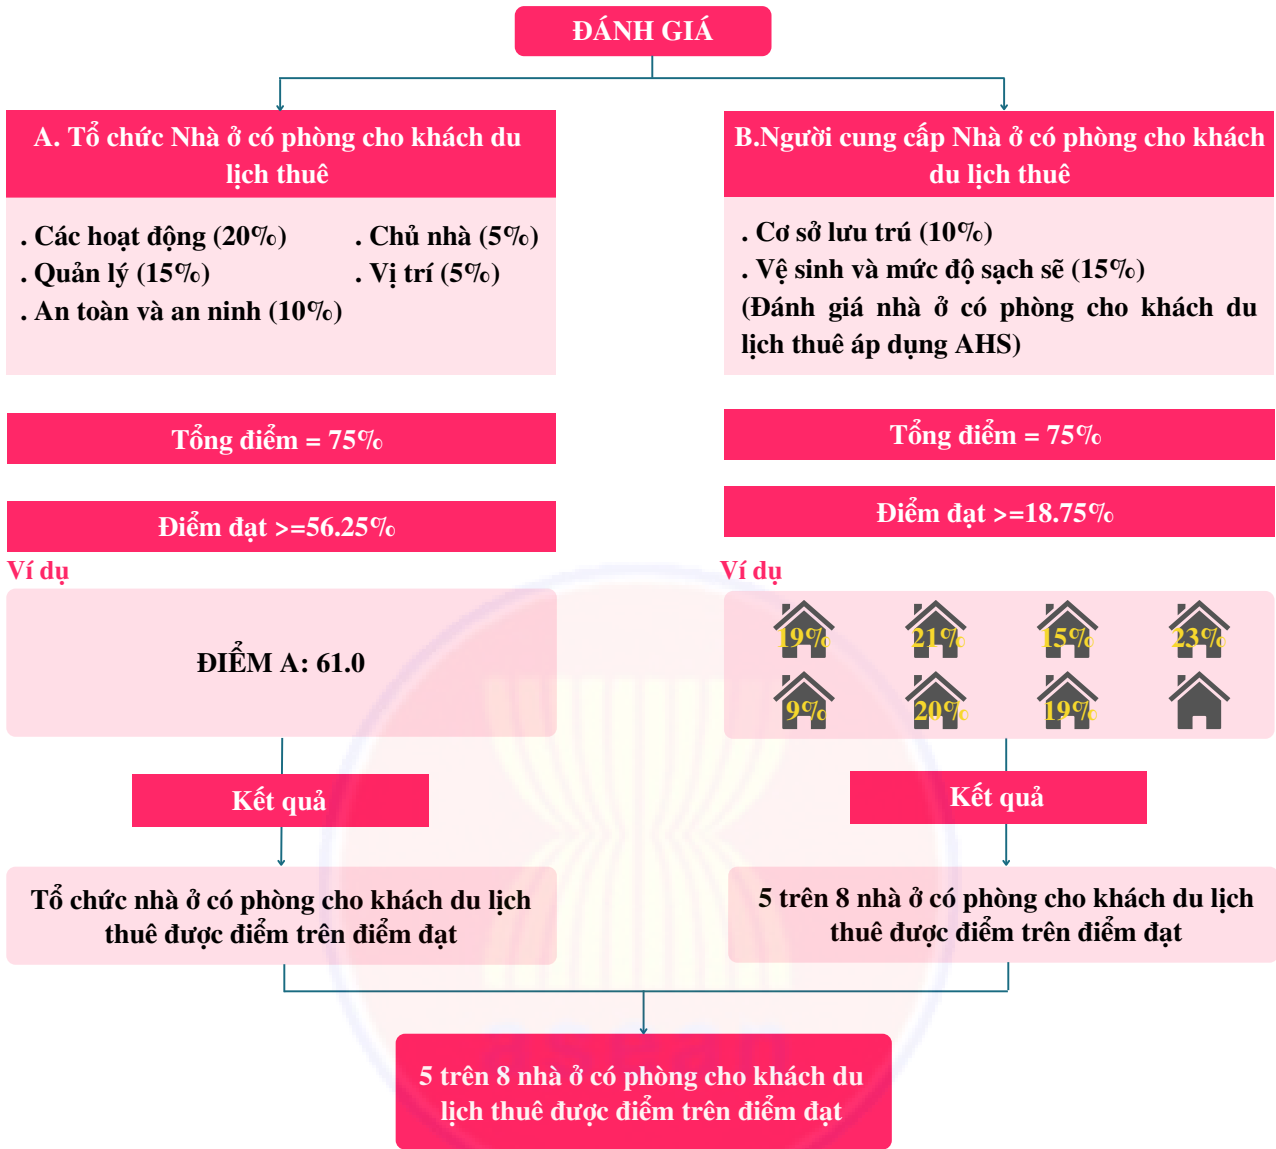 ĐÁNH GIÁ
A. Tổ chức Nhà ở có phòng cho khách du
lịch thuê
. Các hoạt động (20%)
. Quản lý (15%)
. An toàn và an ninh (10%)
. Chủ nhà (5%)
. Vị trí (5%)
Tổng điểm = 75%
Điểm đạt >=56.25%
Ví dụ
ĐIỂM A: 61.0
Kết quả
Tổ chức nhà ở có phòng cho khách du lịch
thuê được điểm trên điểm đạt
B.Người cung cấp Nhà ở có phòng cho khách
du lịch thuê
. Cơ sở lưu trú (10%)
. Vệ sinh và mức độ sạch sẽ (15%)
(Đánh giá nhà ở có phòng cho khách du
lịch thuê áp dụng AHS)
Tổng điểm = 75%
Điểm đạt >=18.75%
Ví dụ
19% 21% 15% 23%
9% 20% 19%
Kết quả
5 trên 8 nhà ở có phòng cho khách du lịch
thuê được điểm trên điểm đạt
5 trên 8 nhà ở có phòng cho khách du
lịch thuê được điểm trên điểm đạt
asean